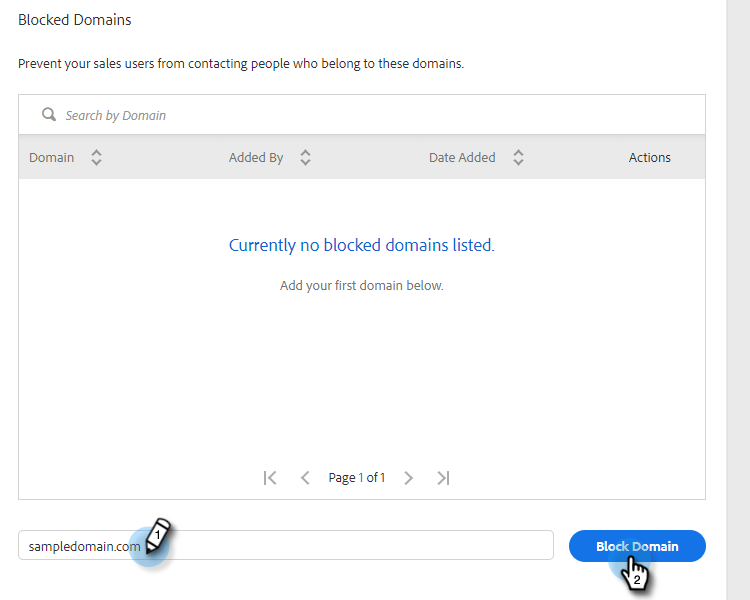 Blocked Domains
Prevent your sales users from contacting people who belong to these domains.
Search by Domain
Domain Added By Date Added Actions
Currently no blocked domains listed.
Add your first domain below.
Page 1 of 1
sampledomain.com 1 Block Domain
2